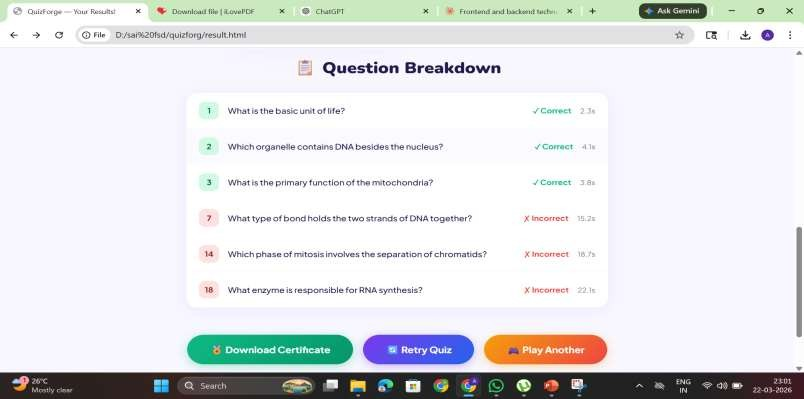 QuizForge — Your Results!
Download file | iLovePDF
ChatGPT
Frontend and backend techn
Ask Gemini
File D:/sai%20fsd/quizforg/result.html
A
📋 Question Breakdown
1 What is the basic unit of life? ✓ Correct 2.3s
2 Which organelle contains DNA besides the nucleus? ✓ Correct 4.1s
3 What is the primary function of the mitochondria? ✓ Correct 3.8s
7 What type of bond holds the two strands of DNA together? ✗ Incorrect 15.2s
14 Which phase of mitosis involves the separation of chromatids? ✗ Incorrect 18.7s
18 What enzyme is responsible for RNA synthesis? ✗ Incorrect 22.1s
Download Certificate
Retry Quiz
Play Another
26°C
Mostly clear
Search
ENG
IN
23:01
22-03-2026